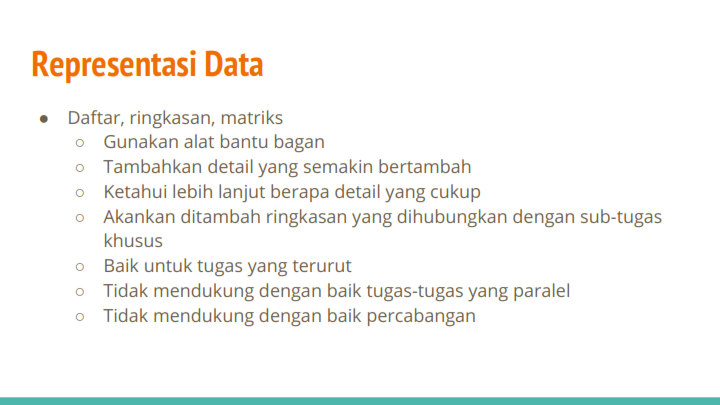 Representasi Data
● Daftar, ringkasan, matriks
○ Gunakan alat bantu bagan
○ Tambahkan detail yang semakin bertambah
○ Ketahui lebih lanjut berapa detail yang cukup
○ Akankan ditambah ringkasan yang dihubungkan dengan sub-tugas
khusus
○ Baik untuk tugas yang terurut
○ Tidak mendukung dengan baik tugas-tugas yang paralel
○ Tidak mendukung dengan baik percabangan